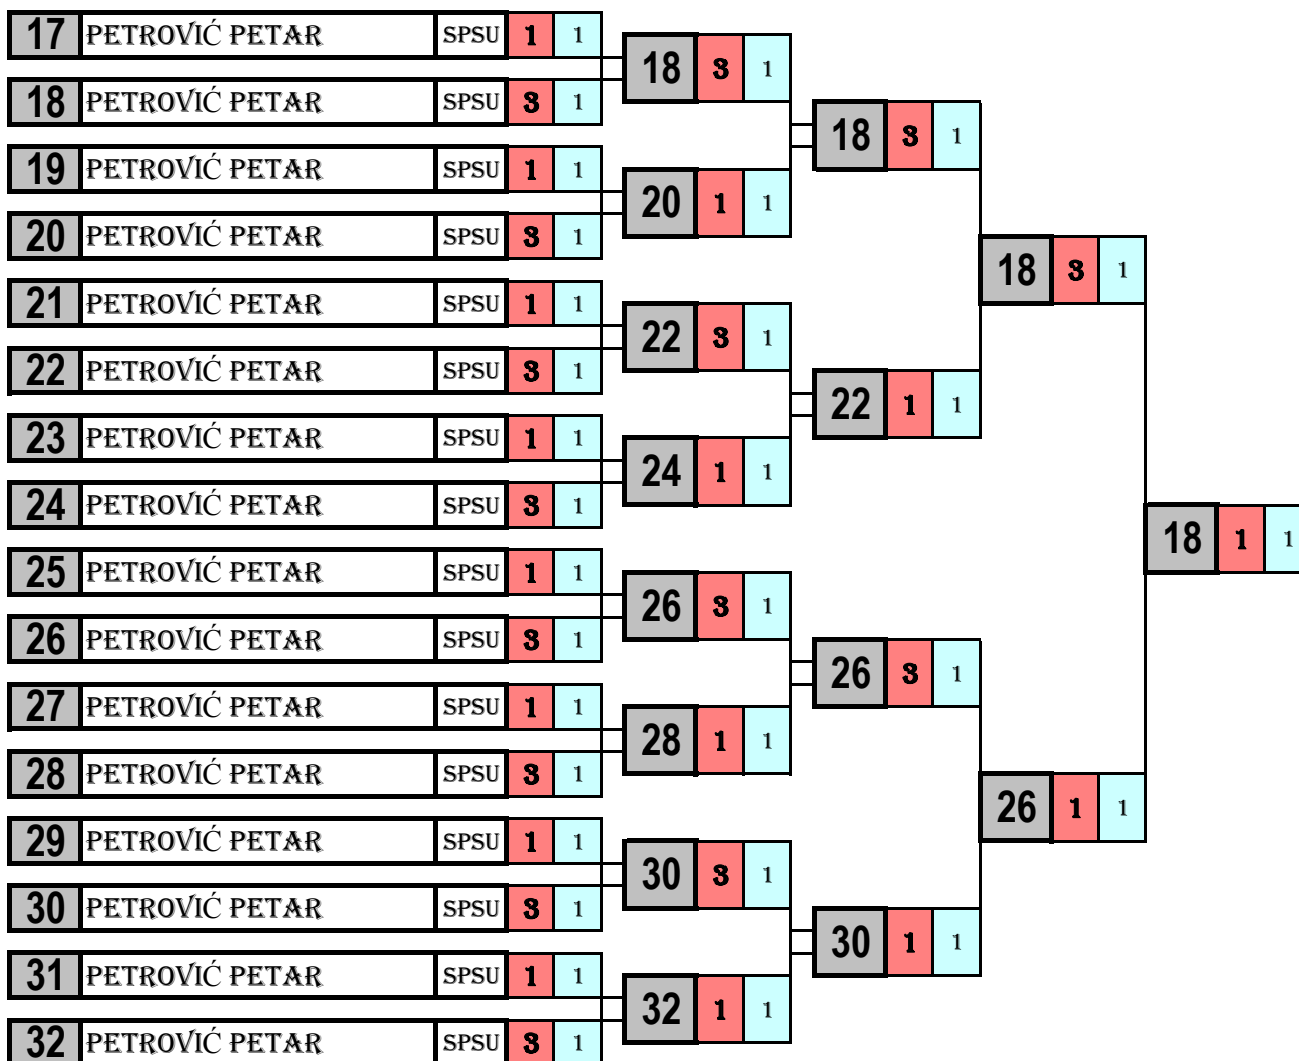 17 PETROVIĆ PETAR SPSU 1 1
18 3 1
18 PETROVIĆ PETAR SPSU 3 1
18 3 1
19 PETROVIĆ PETAR SPSU 1 1
20 1 1
20 PETROVIĆ PETAR SPSU 3 1
18 3 1
21 PETROVIĆ PETAR SPSU 1 1
22 3 1
22 PETROVIĆ PETAR SPSU 3 1
22 1 1
23 PETROVIĆ PETAR SPSU 1 1
24 1 1
24 PETROVIĆ PETAR SPSU 3 1
18 1 1
25 PETROVIĆ PETAR SPSU 1 1
26 3 1
26 PETROVIĆ PETAR SPSU 3 1
26 3 1
27 PETROVIĆ PETAR SPSU 1 1
28 1 1
28 PETROVIĆ PETAR SPSU 3 1
26 1 1
29 PETROVIĆ PETAR SPSU 1 1
30 3 1
30 PETROVIĆ PETAR SPSU 3 1
30 1 1
31 PETROVIĆ PETAR SPSU 1 1
32 1 1
32 PETROVIĆ PETAR SPSU 3 1